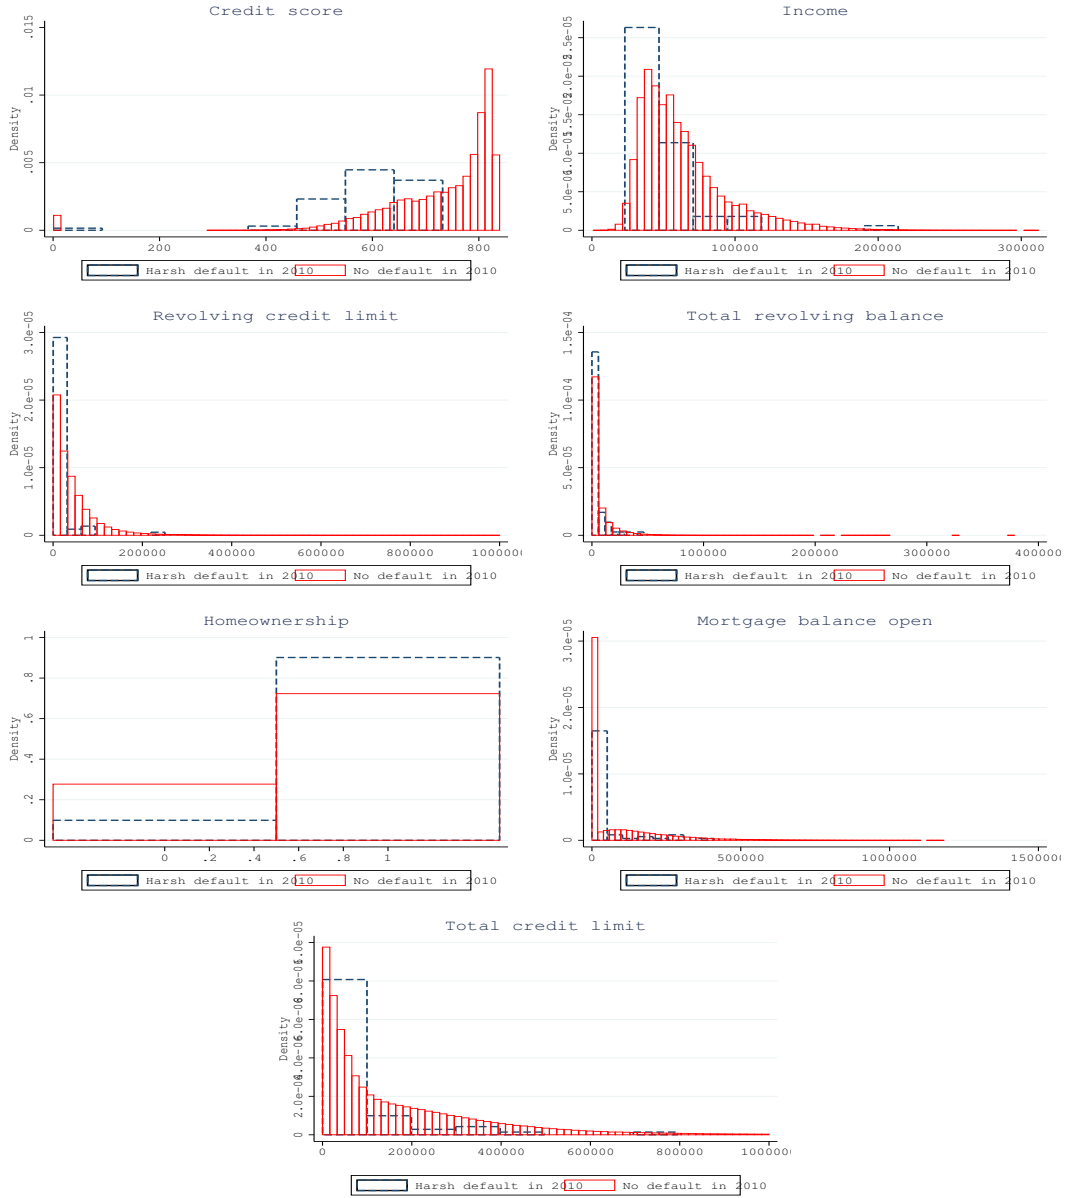 Credit score
Density
0 .005 .01 .015
0 200 400 600 800
Harsh default in 2010 No default in 2010
Income
Density
0 100000 200000 300000
Harsh default in 2010 No default in 2010
Revolving credit limit
Density
0 1.0e-05 2.0e-05 3.0e-05
0 200000 400000 600000 800000
Harsh default in 2010 No default in 2010
Total revolving balance
Density
0 5.0e-05 1.0e-04 1.5e-04
0 100000 200000 300000
Harsh default in 2010 No default in 2010
Homeownership
Density
0 .2 .4 .6 .8 1
0 .2 .4 .6 .8 1
Harsh default in 2010 No default in 2010
Mortgage balance open
Density
0 1.0e-05 2.0e-05 3.0e-05
0 500000 1000000
Harsh default in 2010 No default in 2010
Total credit limit
Density
0 200000 400000 600000 800000
Harsh default in 2010 No default in 2010